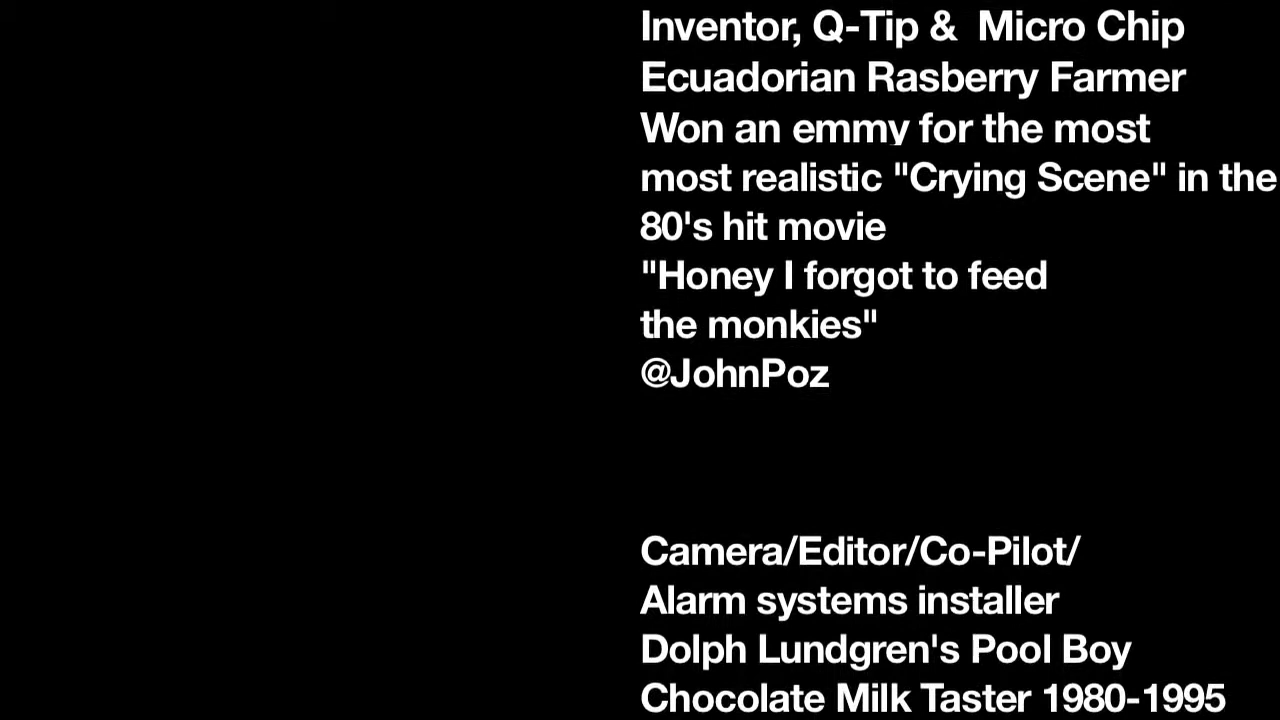 Inventor, Q-Tip &  Micro Chip
Ecuadorian Rasberry Farmer
Won an emmy for the most
most realistic "Crying Scene" in the
80's hit movie
"Honey I forgot to feed
the monkies"
@JohnPoz
Camera/Editor/Co-Pilot/
Alarm systems installer
Dolph Lundgren's Pool Boy
Chocolate Milk Taster 1980-1995